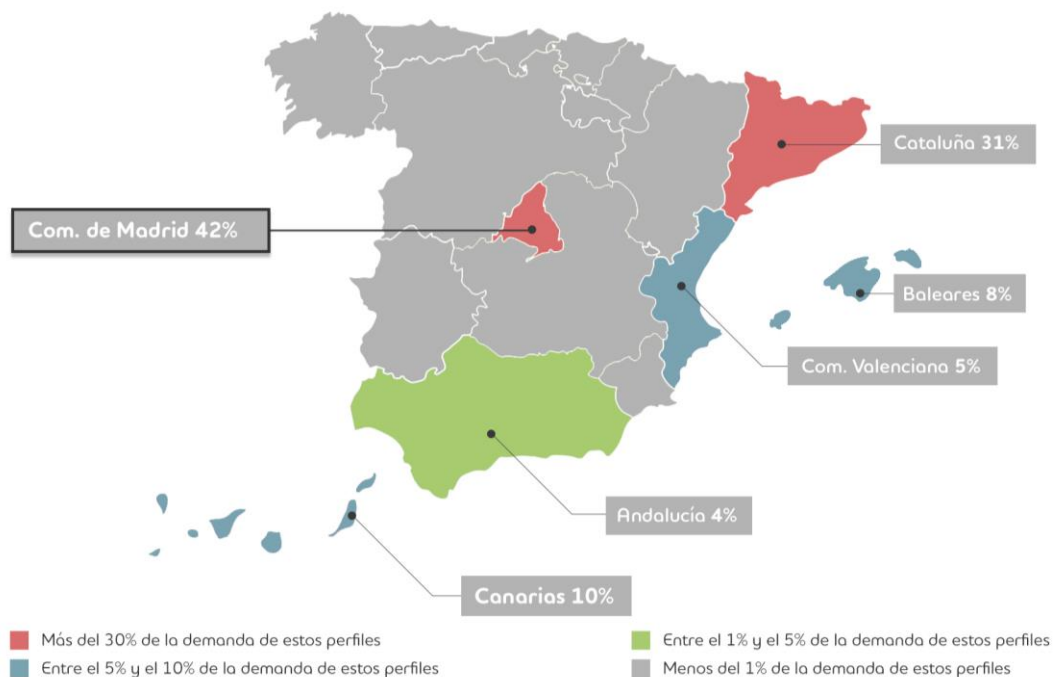 Cataluña 31%
Com. de Madrid 42%
Baleares 8%
Com. Valenciana 5%
Andalucía 4%
Canarias 10%
Más del 30% de la demanda de estos perfiles
Entre el 5% y el 10% de la demanda de estos perfiles
Entre el 1% y el 5% de la demanda de estos perfiles
Menos del 1% de la demanda de estos perfiles